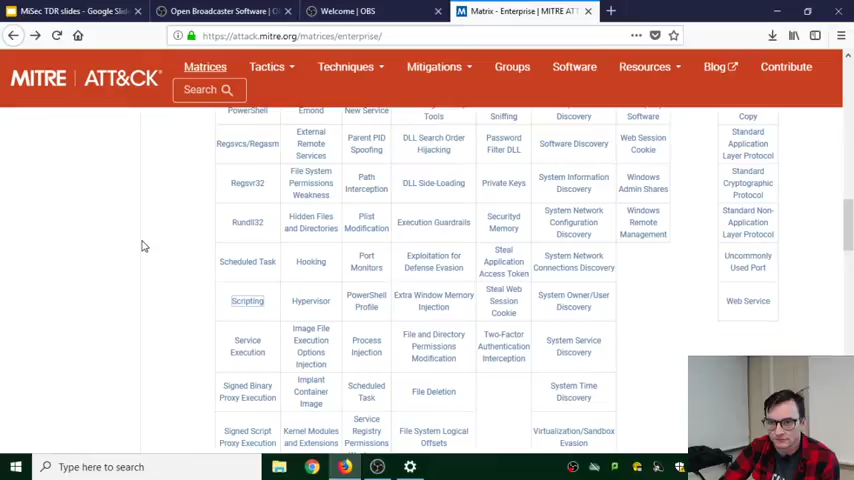 MiSec TDR slides - Google Slid
Open Broadcaster Software | O
Welcome | OBS
Matrix - Enterprise | MITRE ATT
https://attack.mitre.org/matrices/enterprise/
MITRE | ATT&CK®
Matrices
Tactics
Techniques
Mitigations
Groups
Software
Resources
Blog
Contribute
Search
PowerShell
Emond
New Service
Tools
Sniffing
Discovery
Software
Copy
Regsvcs/Regasm
External
Remote
Services
Parent PID
Spoofing
DLL Search Order
Hijacking
Password
Filter DLL
Software Discovery
Web Session
Cookie
Standard
Application
Layer Protocol
Regsvr32
File System
Permissions
Weakness
Path
Interception
DLL Side-Loading
Private Keys
System Information
Discovery
Windows
Admin Shares
Standard
Cryptographic
Protocol
Rundll32
Hidden Files
and Directories
Plist
Modification
Execution Guardrails
Securityd
Memory
System Network
Configuration
Discovery
Windows
Remote
Management
Standard Non-
Application
Layer Protocol
Scheduled Task
Hooking
Port
Monitors
Exploitation for
Defense Evasion
Steal
Application
Access Token
System Network
Connections Discovery
Uncommonly
Used Port
Scripting
Hypervisor
PowerShell
Profile
Extra Window Memory
Injection
Steal Web
Session
Cookie
System Owner/User
Discovery
Web Service
Service
Execution
Image File
Execution
Options
Injection
Process
Injection
File and Directory
Permissions
Modification
Two-Factor
Authentication
Interception
System Service
Discovery
Signed Binary
Proxy Execution
Implant
Container
Image
Scheduled
Task
File Deletion
System Time
Discovery
Signed Script
Proxy Execution
Kernel Modules
and Extensions
Service
Registry
Permissions
File System Logical
Offsets
Virtualization/Sandbox
Evasion
Type here to search